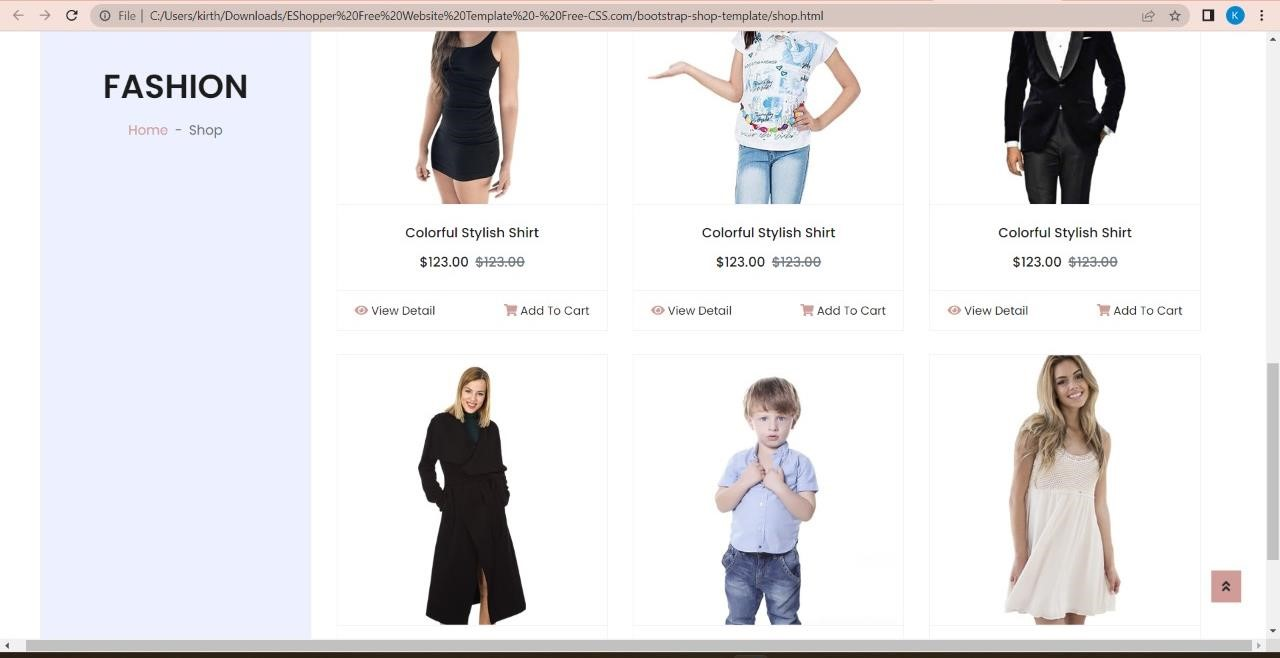 File | C:/Users/kirth/Downloads/EShopper%20Free%20Website%20Template%20-%20Free-CSS.com/bootstrap-shop-template/shop.html
K
FASHION
Home - Shop
Colorful Stylish Shirt
$123.00 $123.00
View Detail Add To Cart
Colorful Stylish Shirt
$123.00 $123.00
View Detail Add To Cart
Colorful Stylish Shirt
$123.00 $123.00
View Detail Add To Cart